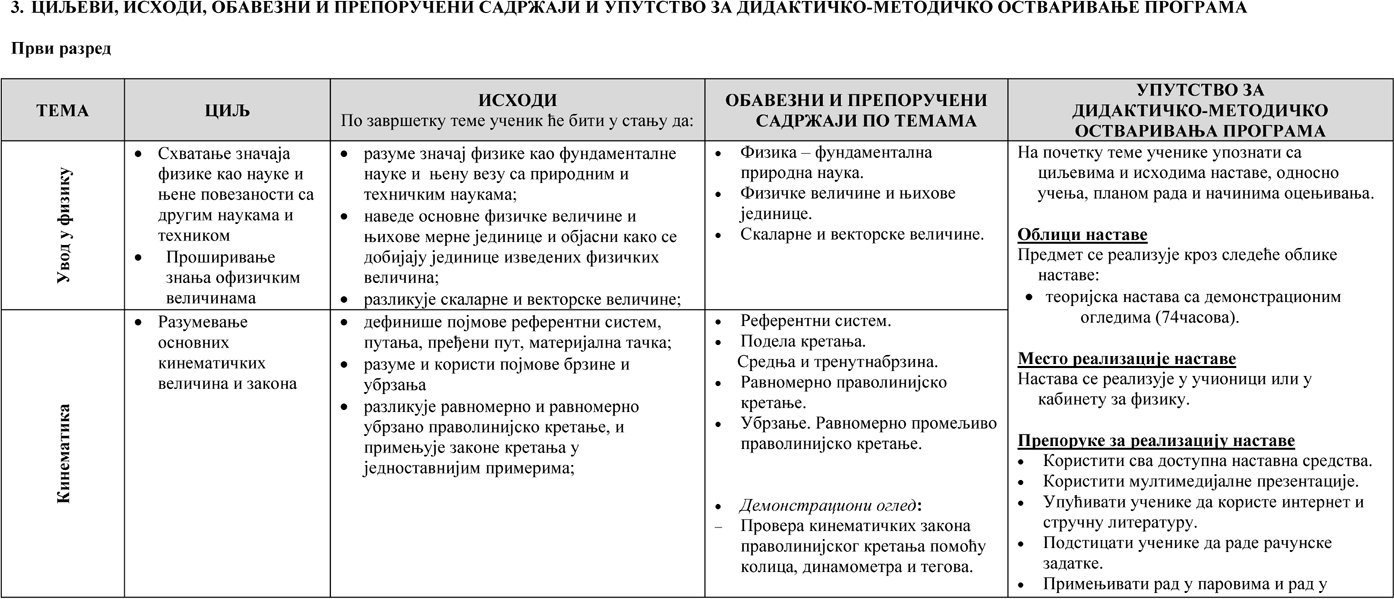 3. ЦИЉЕВИ, ИСХОДИ, ОБАВЕЗНИ И ПРЕПОРУЧЕНИ САДРЖАЈИ И УПУТСТВО ЗА ДИДАКТИЧКО-МЕТОДИЧКО ОСТВАРИВАЊЕ ПРОГРАМА
Први разред
ТЕМА
ЦИЉ
ИСХОДИ
По завршетку теме ученик ће бити у стању да:
ОБАВЕЗНИ И ПРЕПОРУЧЕНИ
САДРЖАЈИ ПО ТЕМАМА
УПУТСТВО ЗА
ДИДАКТИЧКО-МЕТОДИЧКО
ОСТВАРИВАЊА ПРОГРАМА
Увод у физику
• Схватање значаја
физике као науке и
њене повезаности са
другим наукама и
техником
• Проширивање
знања офизичким
величинама
• разуме значај физике као фундаменталне
науке и њену везу са природним и
техничким наукама;
• наведе основне физичке величине и
њихове мерне јединице и објасни како се
добијају јединице изведених физичких
величина;
• разликује скаларне и векторске величине;
• Физика – фундаментална
природна наука.
• Физичке величине и њихове
јединице.
• Скаларне и векторске величине.
На почетку теме ученике упознати са
циљевима и исходима наставе, односно
учења, планом рада и начинима оцењивања.
Облици наставе
Предмет се реализује кроз следеће облике
наставе:
• теоријска настава са демонстрационим
огледима (74часова).
Место реализације наставе
Настава се реализује у учионици или у
кабинету за физику.
Препоруке за реализацију наставе
• Користити сва доступна наставна средства.
• Користити мултимедијалне презентације.
• Упућивати ученике да користе интернет и
стручну литературу.
• Подстицати ученике да раде рачунске
задатке.
• Примењивати рад у паровима и рад у
Кинематика
• Разумевање
основних
кинематичких
величина и закона
• дефинише појмове референтни систем,
путања, пређени пут, материјална тачка;
• разуме и користи појмове брзине и
убрзања
• разликује равномерно и равномерно
убрзано праволинијско кретање, и
примењује законе кретања у
једноставнијим примерима;
• Референтни систем.
• Подела кретања.
Средња и тренутнабрзина.
• Равномерно праволинијско
кретање.
• Убрзање. Равномерно промељиво
праволинијско кретање.
• Демонстрациони оглед:
– Провера кинематичких закона
праволинијског кретања помоћу
колица, динамометра и тегова.